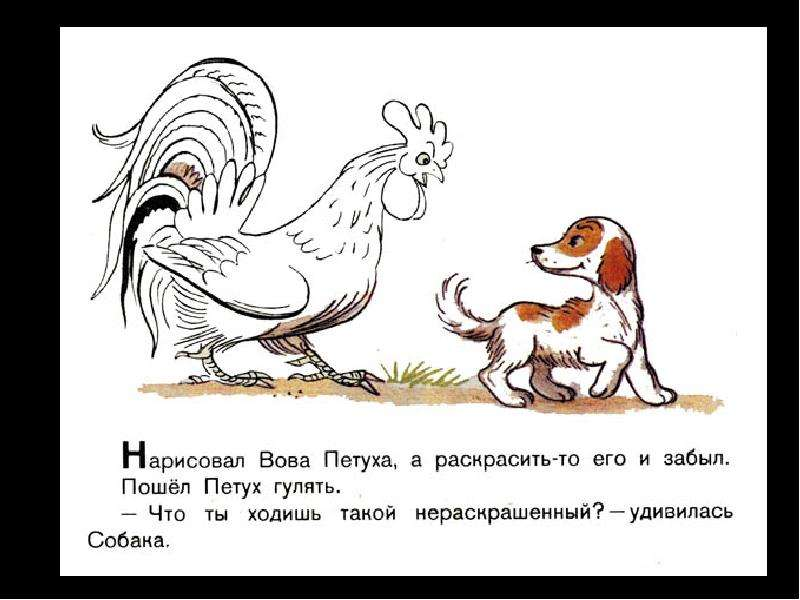 Нарисовал Вова Петуха, а раскрасить-то его и забыл.
Пошёл Петух гулять.
— Что ты ходишь такой нераскрашенный? — удивилась
Собака.